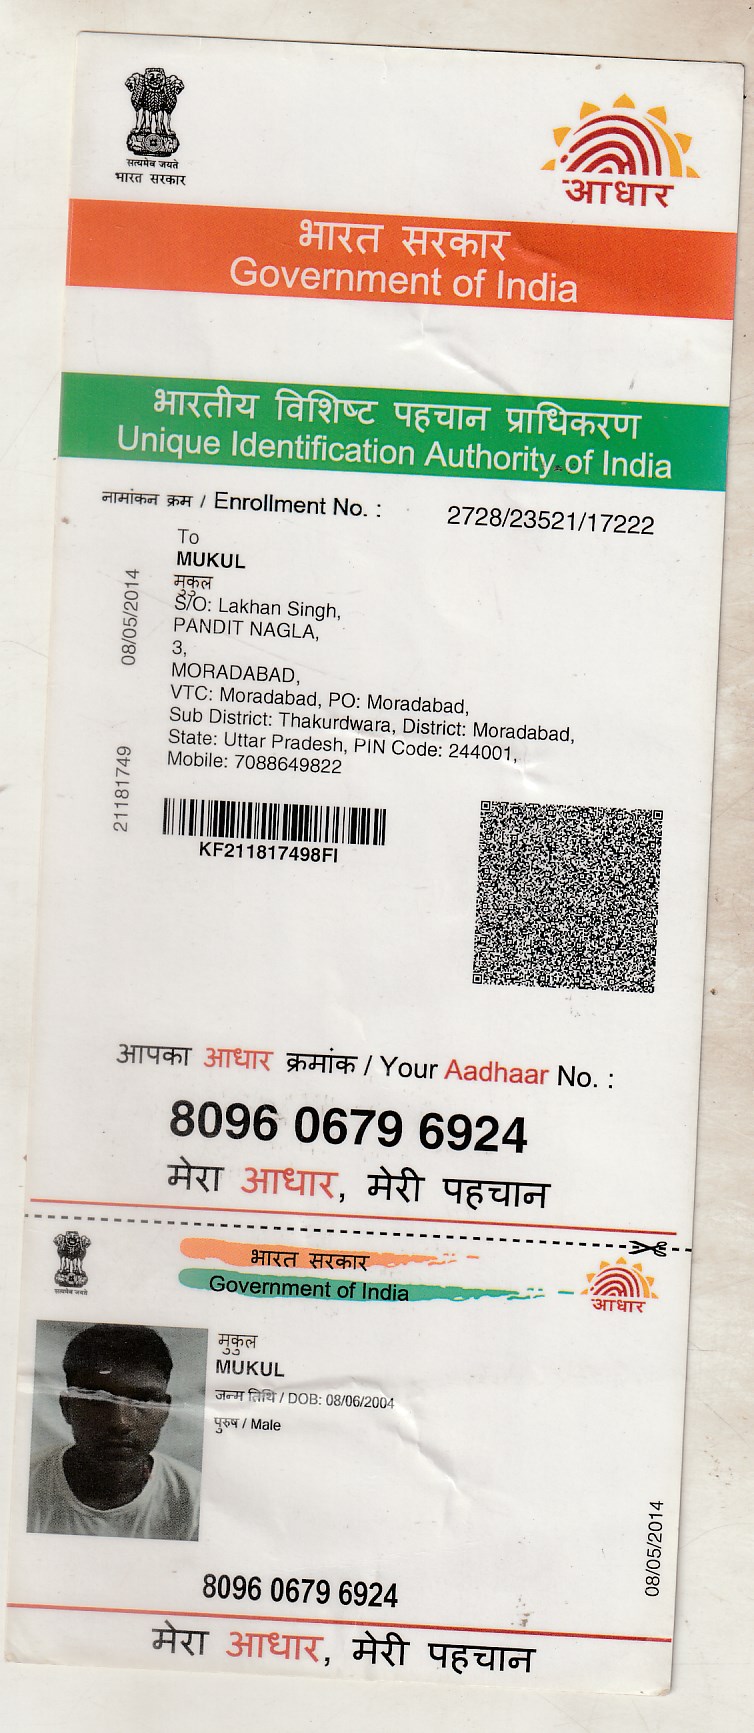 सत्यमेव जयते
भारत सरकार
आधार
भारत सरकार
Government of India
भारतीय विशिष्ट पहचान प्राधिकरण
Unique Identification Authority of India
नामांकन क्रम / Enrollment No. : 2728/23521/17222
To
MUKUL
मुकुल
S/O: Lakhan Singh,
PANDIT NAGLA,
3,
MORADABAD,
VTC: Moradabad, PO: Moradabad,
Sub District: Thakurdwara, District: Moradabad,
State: Uttar Pradesh, PIN Code: 244001,
Mobile: 7088649822
08/05/2014
21181749
KF211817498FI
आपका आधार क्रमांक / Your Aadhaar No. :
8096 0679 6924
मेरा आधार, मेरी पहचान
सत्यमेव जयते
भारत सरकार
Government of India
आधार
मुकुल
MUKUL
जन्म तिथि / DOB: 08/06/2004
पुरुष / Male
08/05/2014
8096 0679 6924
मेरा आधार, मेरी पहचान